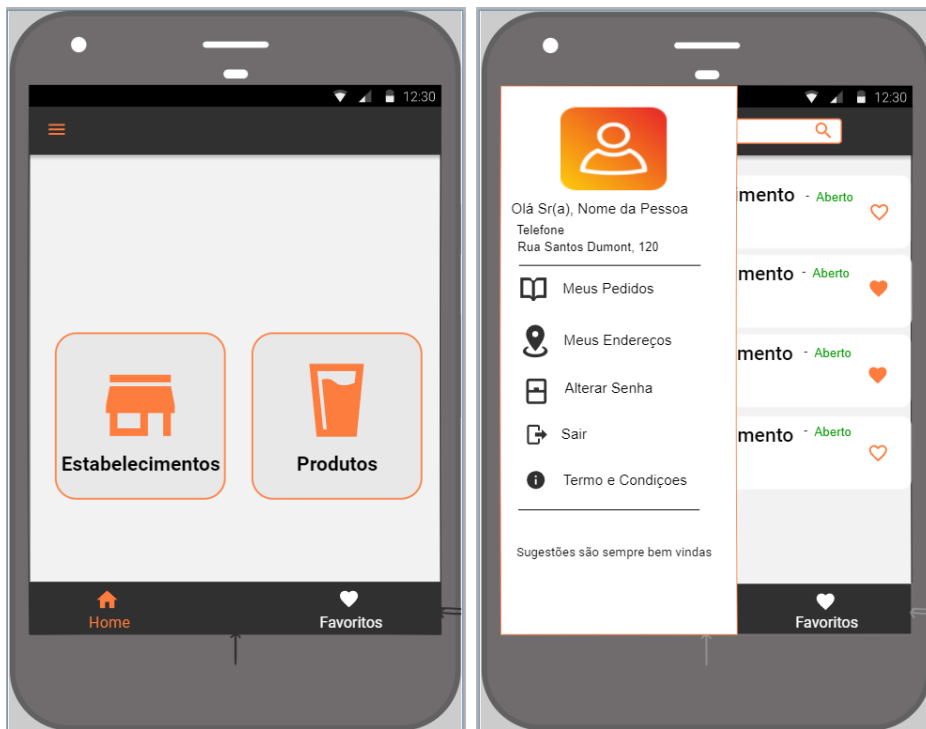 12:30
Estabelecimentos
Produtos
Home
Favoritos
12:30
Olá Sr(a), Nome da Pessoa
Telefone
Rua Santos Dumont, 120
Meus Pedidos
Meus Endereços
Alterar Senha
Sair
Termo e Condiçoes
Sugestões são sempre bem vindas
imento - Aberto
mento - Aberto
mento - Aberto
mento - Aberto
Favoritos